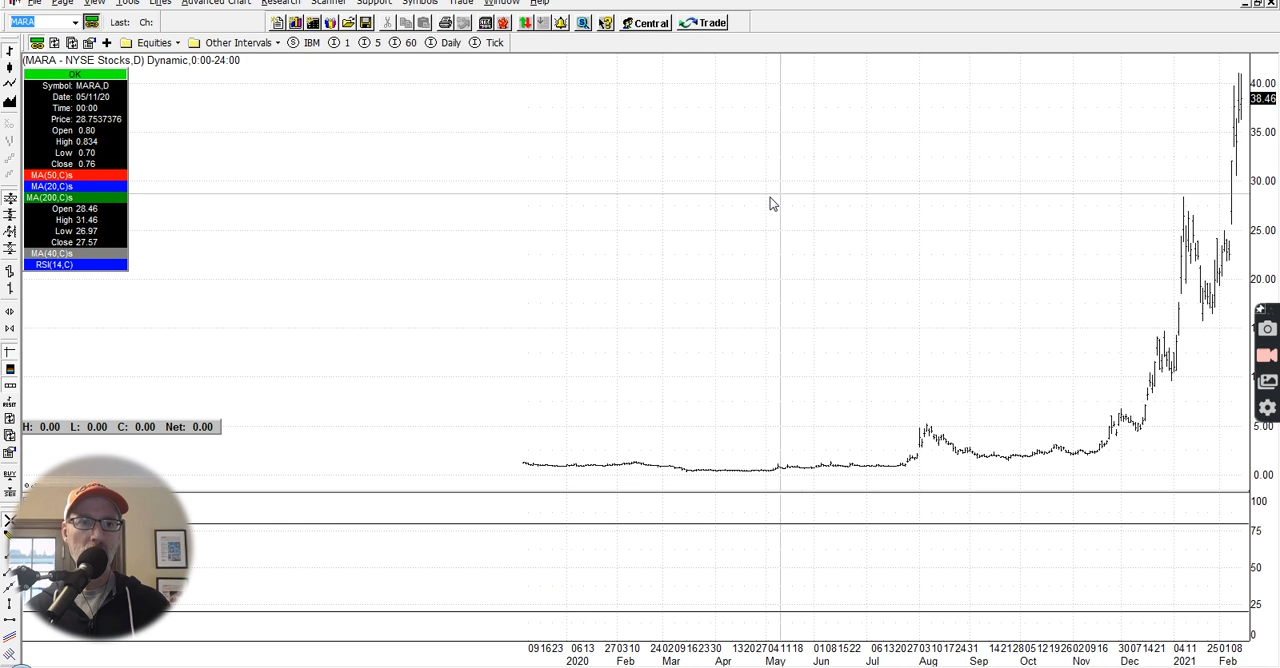 File Page View Tools Lines Advanced Chart Research Scanner Support Symbols Trade Window Help
MARA Last: Ch: Central Trade
Equities Other Intervals IBM 1 5 60 Daily Tick
(MARA - NYSE Stocks,D) Dynamic,0:00-24:00
OK
Symbol: MARA,D
Date: 05/11/20
Time: 00:00
Price: 28.7537376
Open 0.80
High 0.834
Low 0.70
Close 0.76
MA(50,C)s
MA(20,C)s
MA(200,C)s
Open 28.46
High 31.46
Low 26.97
Close 27.57
MA(40,C)s
RSI(14,C)
40.00
38.46
35.00
30.00
25.00
20.00
5.00
0.00
H: 0.00 L: 0.00 C: 0.00 Net: 0.00
RESET
BUY
100
75
50
25
0
2020 Feb Mar Apr May Jun Jul Aug Sep Oct Nov Dec 2021 Feb